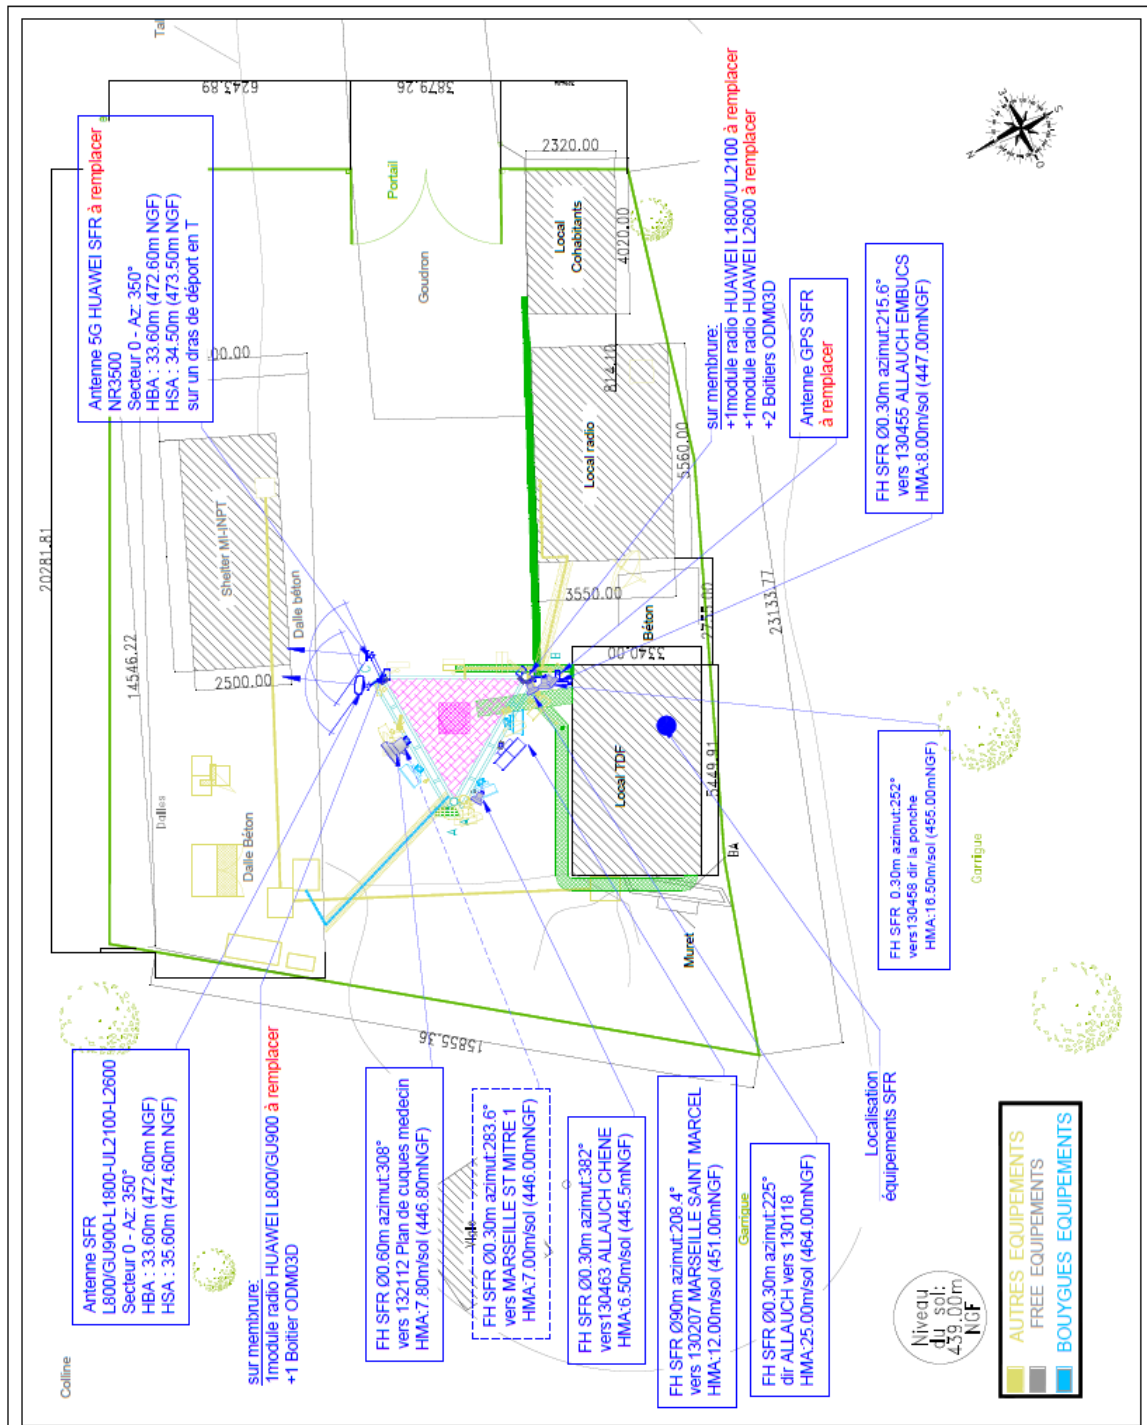 Colline
Antenne SFR
L800/GU900-L1800-UL2100-L2600
Secteur 0 - Az: 350°
HBA : 33.60m (472.60m NGF)
HSA : 35.60m (474.60m NGF)
sur membrure:
1module radio HUAWEI L800/GU900 à remplacer
+1 Boitier ODM03D
FH SFR Ø0.60m azimut:308°
vers 132112 Plan de cuques medecin
HMA:7.80m/sol (446.80mNGF)
FH SFR Ø0.30m azimut:283.6°
vers MARSEILLE ST MITRE 1
HMA:7.00m/sol (446.00mNGF)
FH SFR Ø0.30m azimut:382°
vers130463 ALLAUCH CHENE
HMA:6.50m/sol (445.5mNGF)
FH SFR Ø90m azimut:208.4°
vers 130207 MARSEILLE SAINT MARCEL
HMA:12.00m/sol (451.00mNGF)
Garrigue
FH SFR Ø0.30m azimut:225°
dir ALLAUCH vers 130118
HMA:25.00m/sol (464.00mNGF)
Localisation
équipements SFR
Niveau
du sol:
439.00m
NGF
AUTRES EQUIPEMENTS
FREE EQUIPEMENTS
BOUYGUES EQUIPEMENTS
20281.81
14546.22
15855.36
Dalles
Dalle Béton
Dalle béton
2500.00
Shelter MI-INPT
.00.00
Antenne 5G HUAWEI SFR à remplacer
NR3500
Secteur 0 - Az: 350°
HBA : 33.60m (472.60m NGF)
HSA : 34.50m (473.50m NGF)
sur un dras de déport en T
Tal
6243.89
3879.26
Portail
Goudron
2320.00
Local
Cohabitants
4020.00
814.10
Local radio
5560.00
3550.00
Béton
2755.00
3340.00
Local TDF
5449.91
BA
Muret
A
B
23133.77
sur membrure:
+1module radio HUAWEI L1800/UL2100 à remplacer
+1module radio HUAWEI L2600 à remplacer
+2 Boitiers ODM03D
Antenne GPS SFR
à remplacer
FH SFR Ø0.30m azimut:215.6°
vers 130455 ALLAUCH EMBUCS
HMA:8.00m/sol (447.00mNGF)
FH SFR 0.30m azimut:252°
vers130458 dir la ponche
HMA:16.50m/sol (455.00mNGF)
Garrigue
N
E
S
O